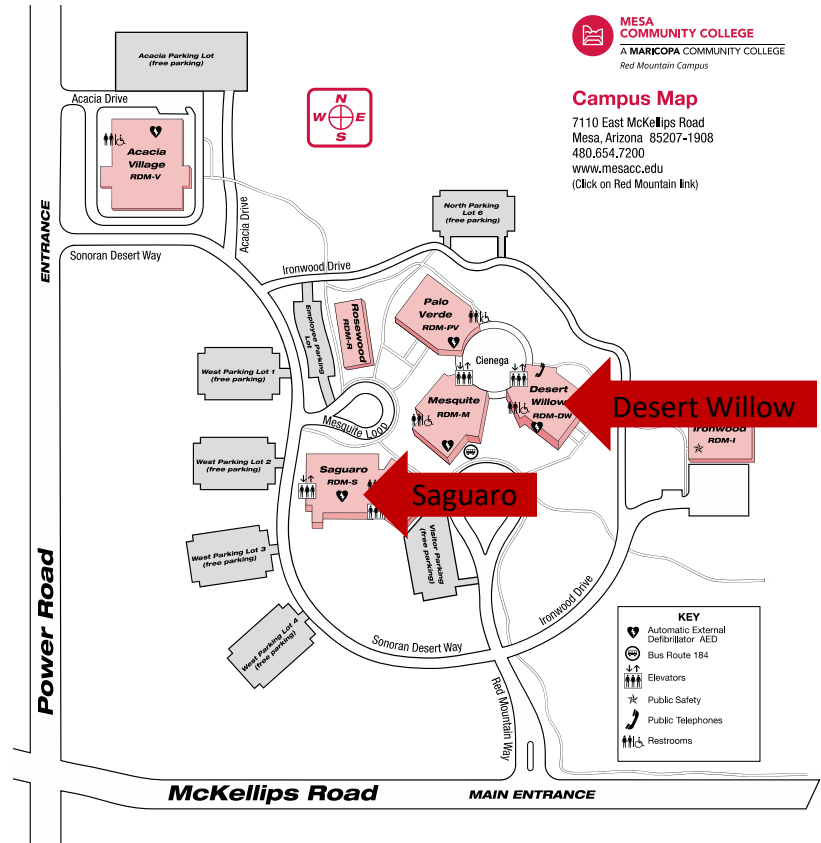 MESA
COMMUNITY COLLEGE
A MARICOPA COMMUNITY COLLEGE
Red Mountain Campus
Campus Map
7110 East McKellips Road
Mesa, Arizona 85207-1908
480.654.7200
www.mesacc.edu
(Click on Red Mountain link)
N
W E
S
Acacia Parking Lot
(free parking)
Acacia Drive
Acacia
Village
RDM-V
Acacia Drive
ENTRANCE
Sonoran Desert Way
North Parking
Lot 6
(free parking)
Ironwood Drive
Employee Parking
Lot
Rosewood
RDM-R
Palo
Verde
RDM-PV
Cienega
West Parking Lot 1
(free parking)
Mesquite Loop
Mesquite
RDM-M
Desert
Willow
RDM-DW
Desert Willow
Ironwood
RDM-I
West Parking Lot 2
(free parking)
Saguaro
RDM-S
Saguaro
Visitor Parking
(free parking)
West Parking Lot 3
(free parking)
West Parking Lot 4
(free parking)
Ironwood Drive
Sonoran Desert Way
Red Mountain Way
Power Road
KEY
Automatic External
Defibrillator AED
Bus Route 184
Elevators
Public Safety
Public Telephones
Restrooms
McKellips Road
MAIN ENTRANCE